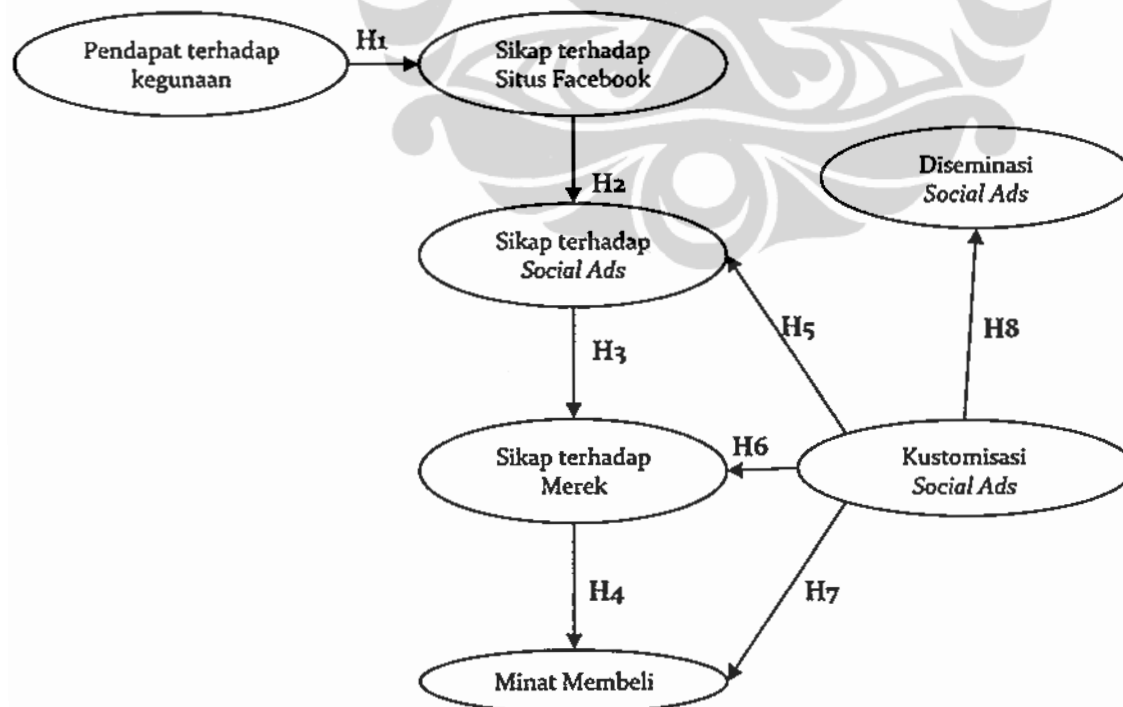 Pendapat terhadap
kegunaan
H1
Sikap terhadap
Situs Facebook
H2
Diseminasi
Social Ads
Sikap terhadap
Social Ads
H3
H5
H8
Sikap terhadap
Merek
H6
Kustomisasi
Social Ads
H4
H7
Minat Membeli